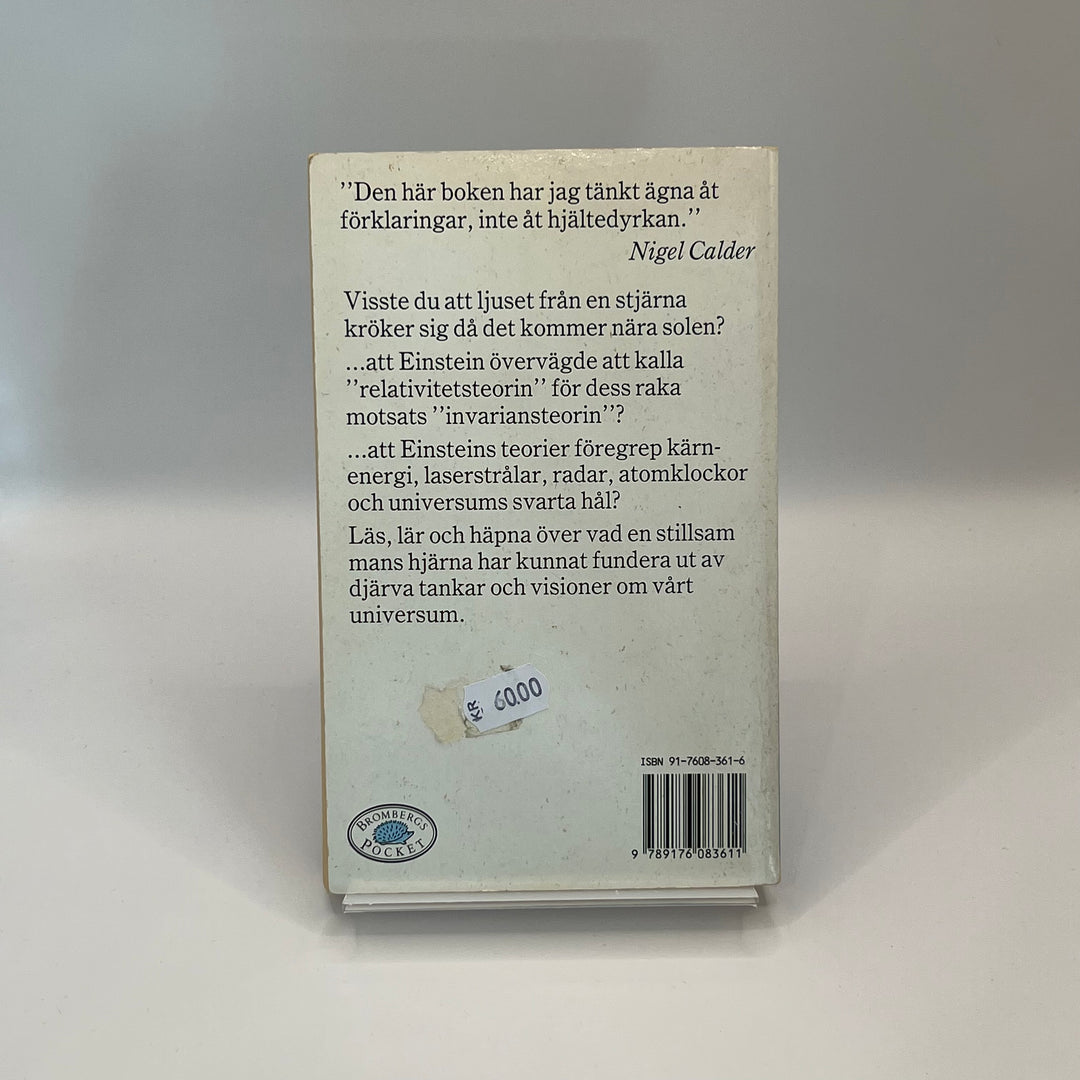 ”Den här boken har jag tänkt ägna åt
förklaringar, inte åt hjältedyrkan.”
Nigel Calder
Visste du att ljuset från en stjärna
kröker sig då det kommer nära solen?
...att Einstein övervägde att kalla
”relativitetsteorin” för dess raka
motsats ”invariansteorin”?
...att Einsteins teorier föregrep kärn-
energi, laserstrålar, radar, atomklockor
och universums svarta hål?
Läs, lär och häpna över vad en stillsam
mans hjärna har kunnat fundera ut av
djärva tankar och visioner om vårt
universum.
KR 60.00
ISBN 91-7608-361-6
9 789176 083611
BROMBERGS
POCKET